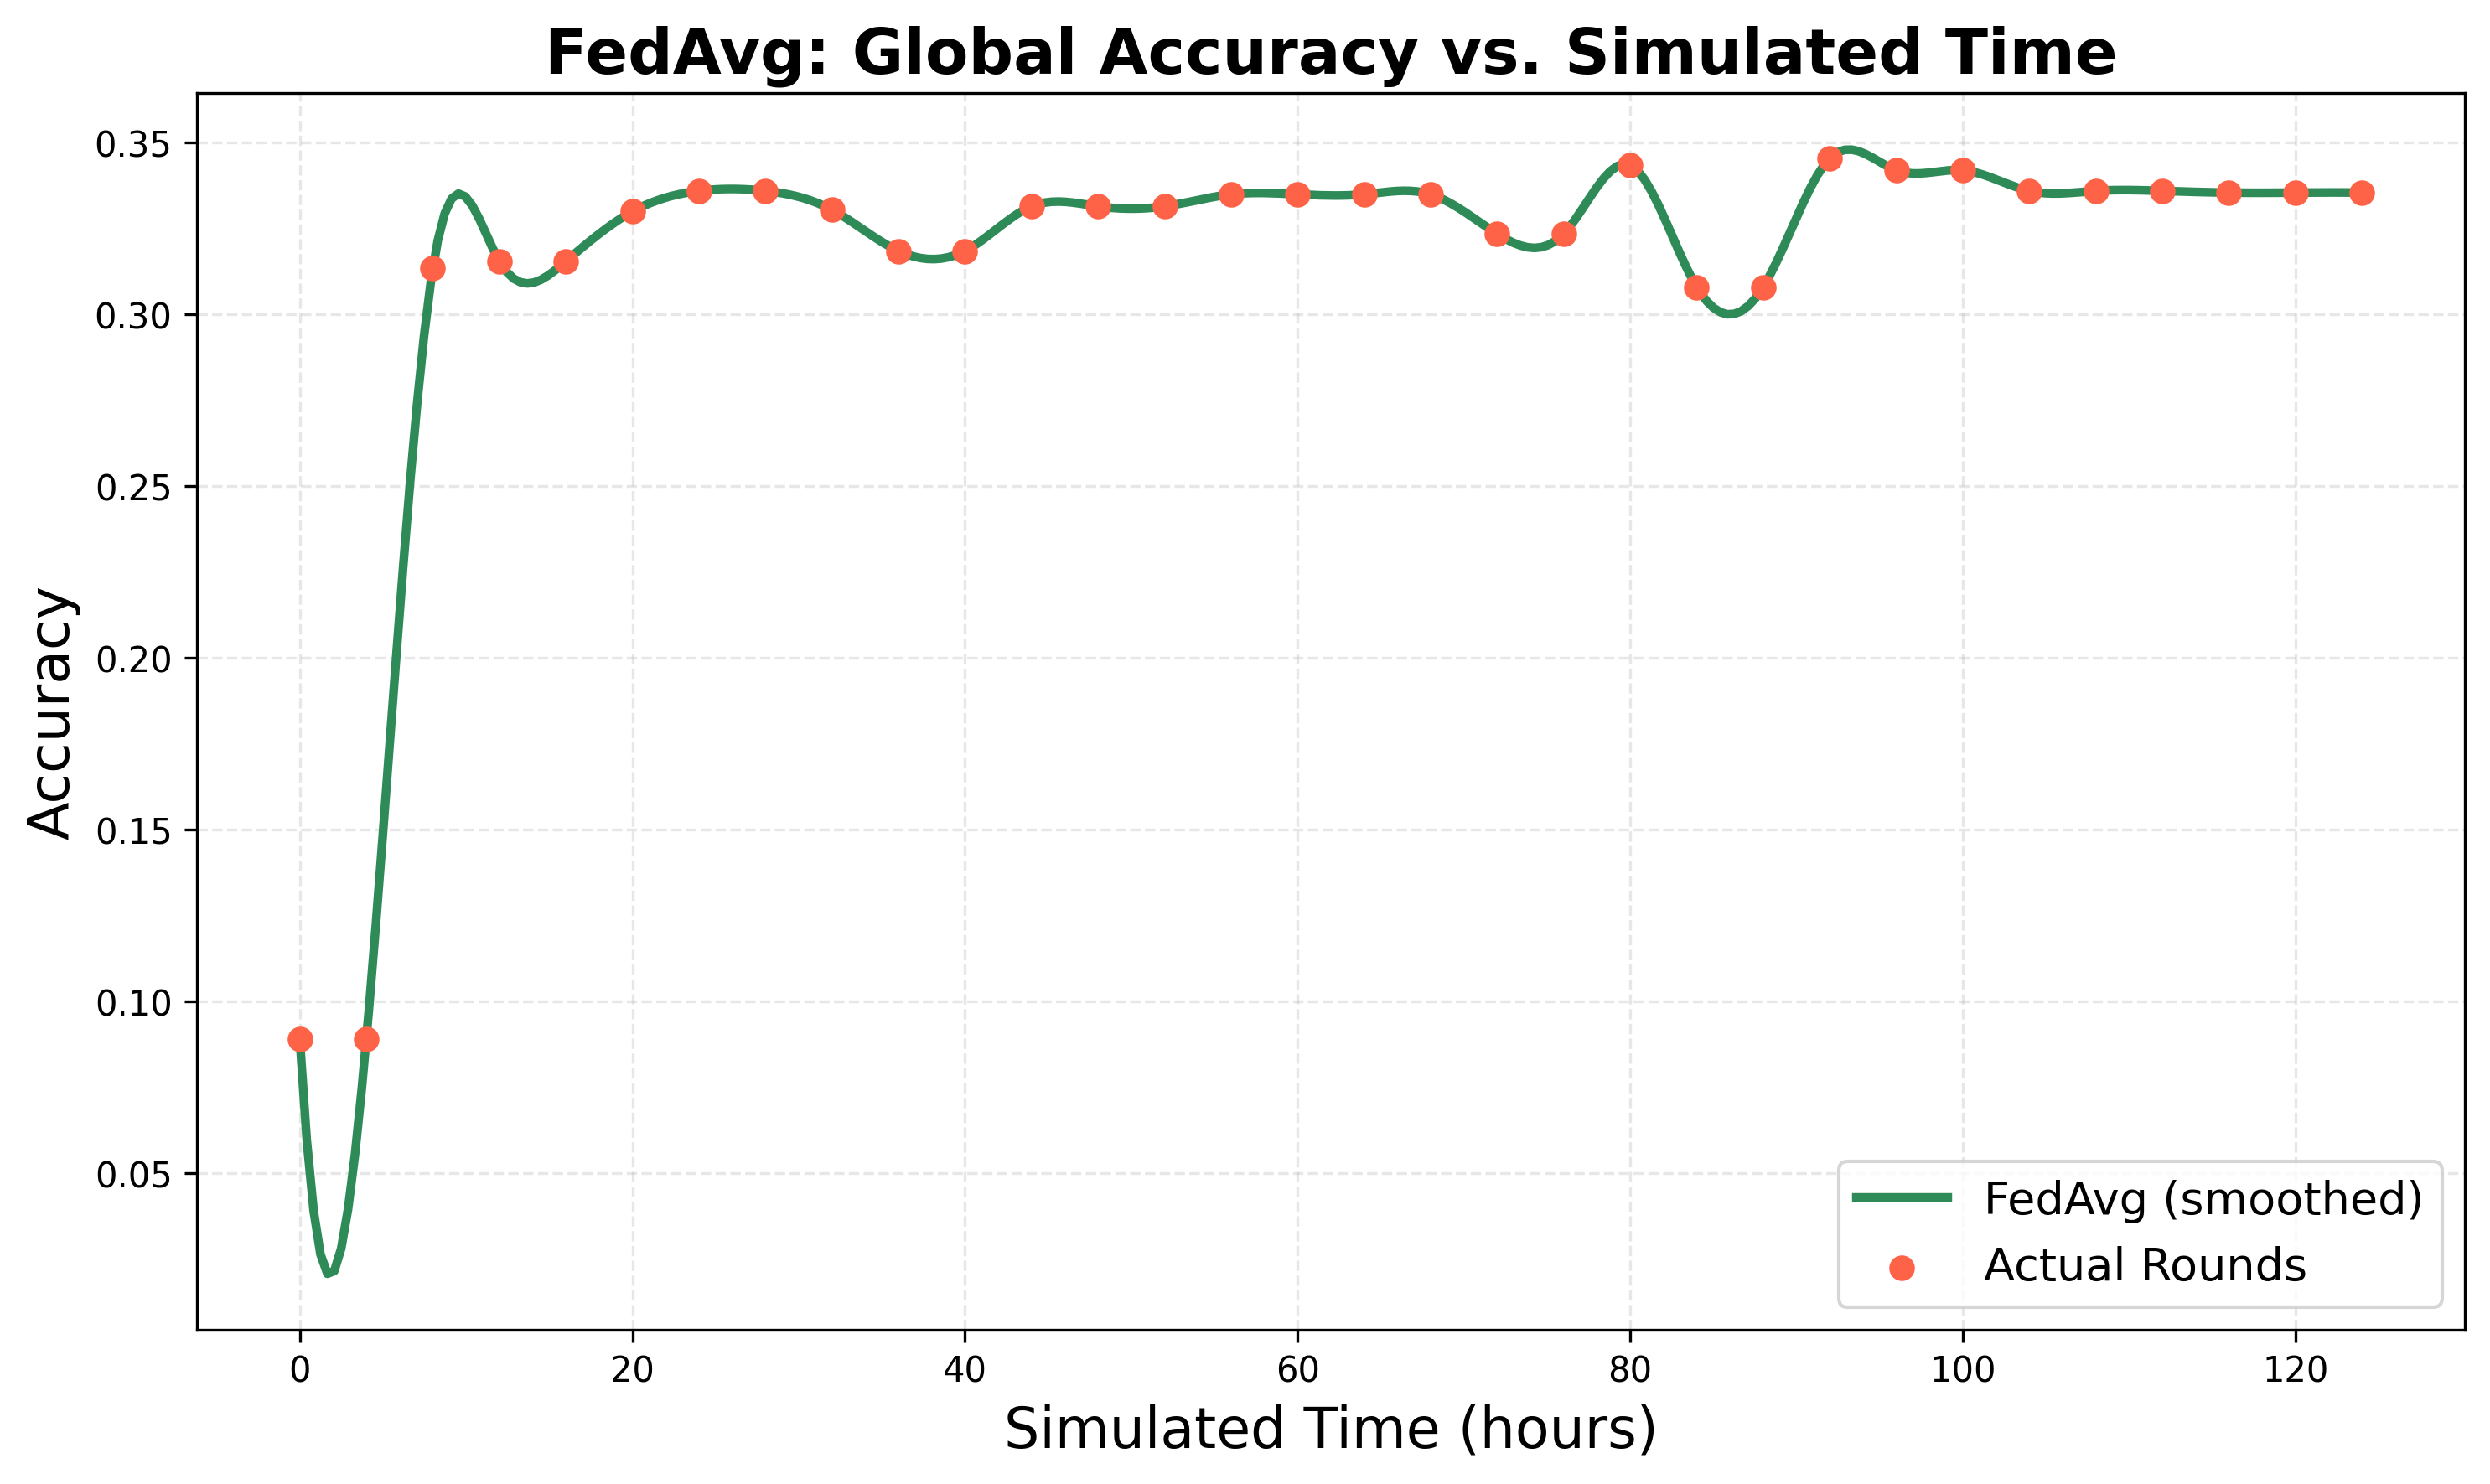 FedAvg: Global Accuracy vs. Simulated Time
Accuracy
0.35
0.30
0.25
0.20
0.15
0.10
0.05
0 20 40 60 80 100 120
Simulated Time (hours)
FedAvg (smoothed)
Actual Rounds